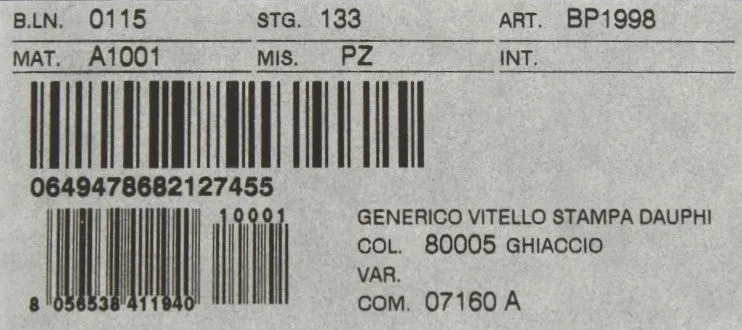 B.LN. 0115 STG. 133 ART. BP1998
MAT. A1001 MIS. PZ INT.
0649478682127455
10001
GENERICO VITELLO STAMPA DAUPHI
COL. 80005 GHIACCIO
VAR.
8 056538 411940
COM. 07160 A